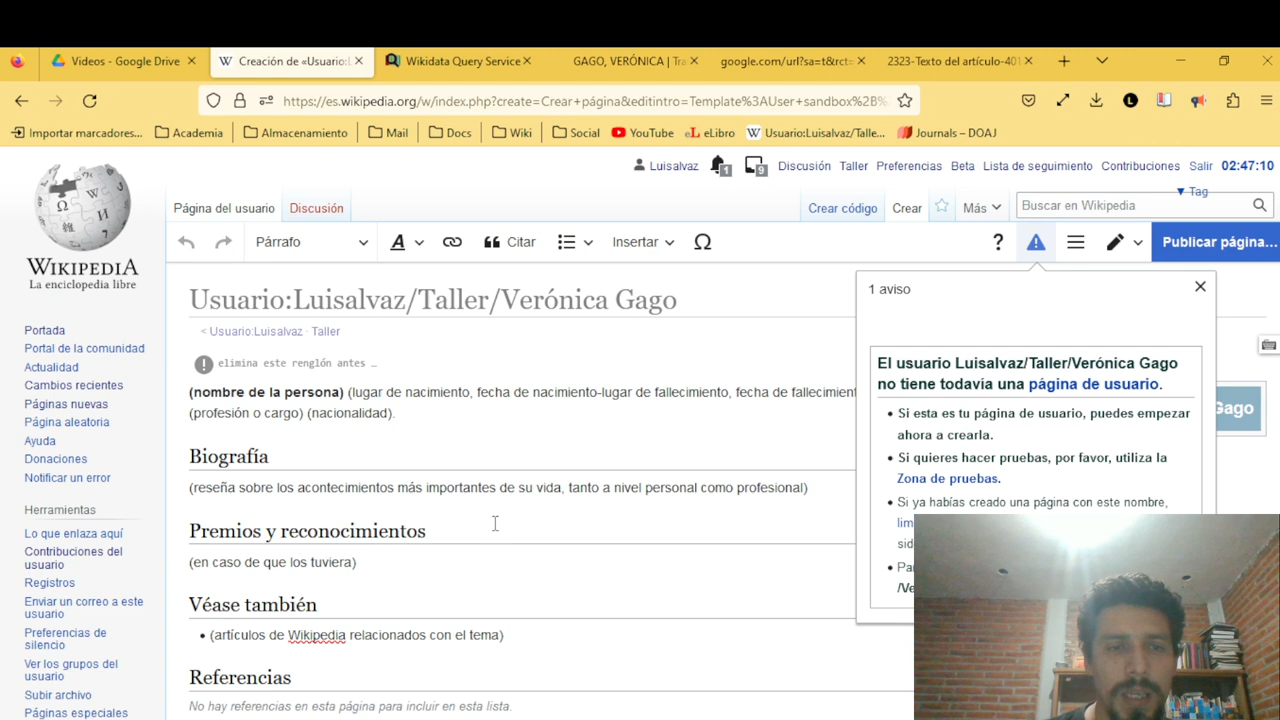 Videos - Google Drive
Creación de «Usuario:L
Wikidata Query Service
GAGO, VERÓNICA | Tra
google.com/url?sa=t&rct=
2323-Texto del artículo-401
https://es.wikipedia.org/w/index.php?create=Crear+página&editintro=Template%3AUser+sandbox%2B%
Importar marcadores...
Academia
Almacenamiento
Mail
Docs
Wiki
Social
YouTube
eLibro
Usuario:Luisalvaz/Talle...
Journals – DOAJ
Luisalvaz
1
9
Discusión
Taller
Preferencias
Beta
Lista de seguimiento
Contribuciones
Salir
02:47:10
Tag
Página del usuario
Discusión
Crear código
Crear
Más
Buscar en Wikipedia
Párrafo
A
Citar
Insertar
Ω
?
Publicar página...
WIKIPEDIA
La enciclopedia libre
Portada
Portal de la comunidad
Actualidad
Cambios recientes
Páginas nuevas
Página aleatoria
Ayuda
Donaciones
Notificar un error
Herramientas
Lo que enlaza aquí
Contribuciones del
usuario
Registros
Enviar un correo a este
usuario
Preferencias de
silencio
Ver los grupos del
usuario
Subir archivo
Páginas especiales
Usuario:Luisalvaz/Taller/Verónica Gago
< Usuario:Luisalvaz · Taller
elimina este renglón antes …
(nombre de la persona) (lugar de nacimiento, fecha de nacimiento-lugar de fallecimiento, fecha de fallecimient
(profesión o cargo) (nacionalidad).
Biografía
(reseña sobre los acontecimientos más importantes de su vida, tanto a nivel personal como profesional)
Premios y reconocimientos
(en caso de que los tuviera)
Véase también
• (artículos de Wikipedia relacionados con el tema)
Referencias
No hay referencias en esta página para incluir en esta lista.
1 aviso
El usuario Luisalvaz/Taller/Verónica Gago
no tiene todavía una página de usuario.
• Si esta es tu página de usuario, puedes empezar
ahora a crearla.
• Si quieres hacer pruebas, por favor, utiliza la
Zona de pruebas.
• Si ya habías creado una página con este nombre,
lim
sid
• Par
/Ve
Gago